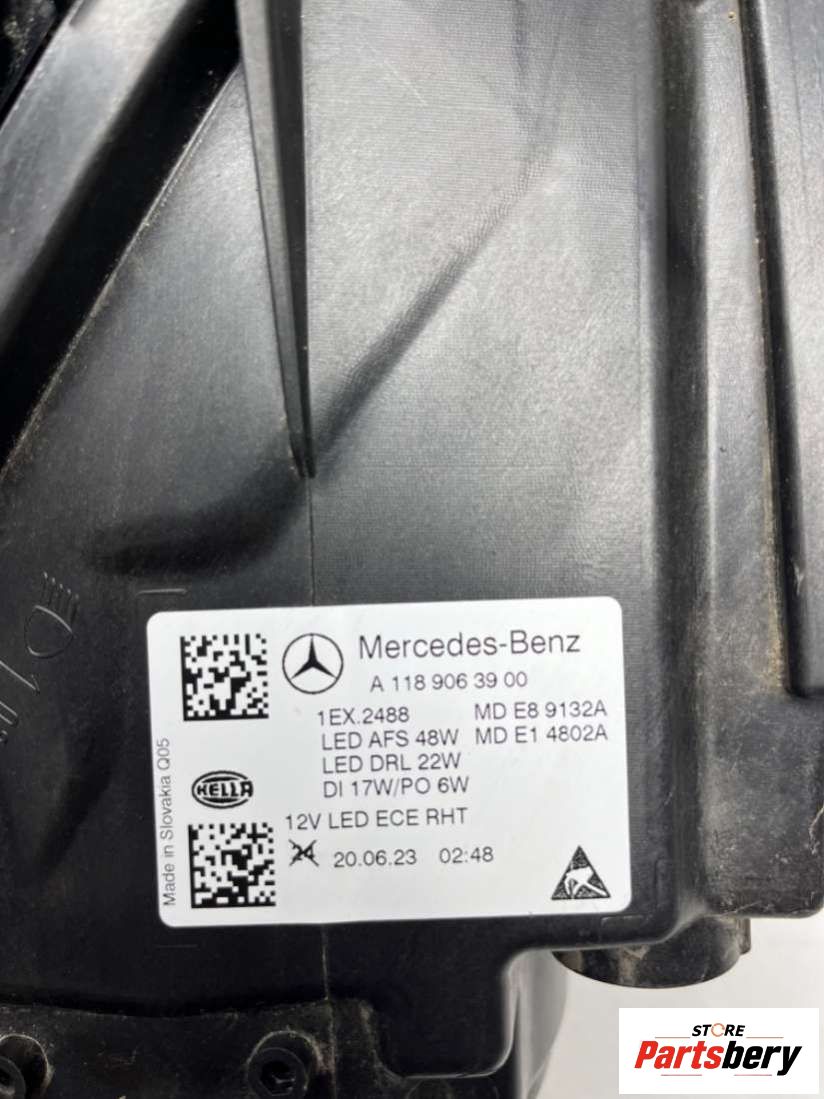 Mercedes-Benz
A 118 906 39 00
1EX.2488 MD E8 9132A
LED AFS 48W MD E1 4802A
LED DRL 22W
DI 17W/PO 6W
HELLA
12V LED ECE RHT
24 20.06.23 02:48
Made in Slovakia Q05
STORE
Partsbery